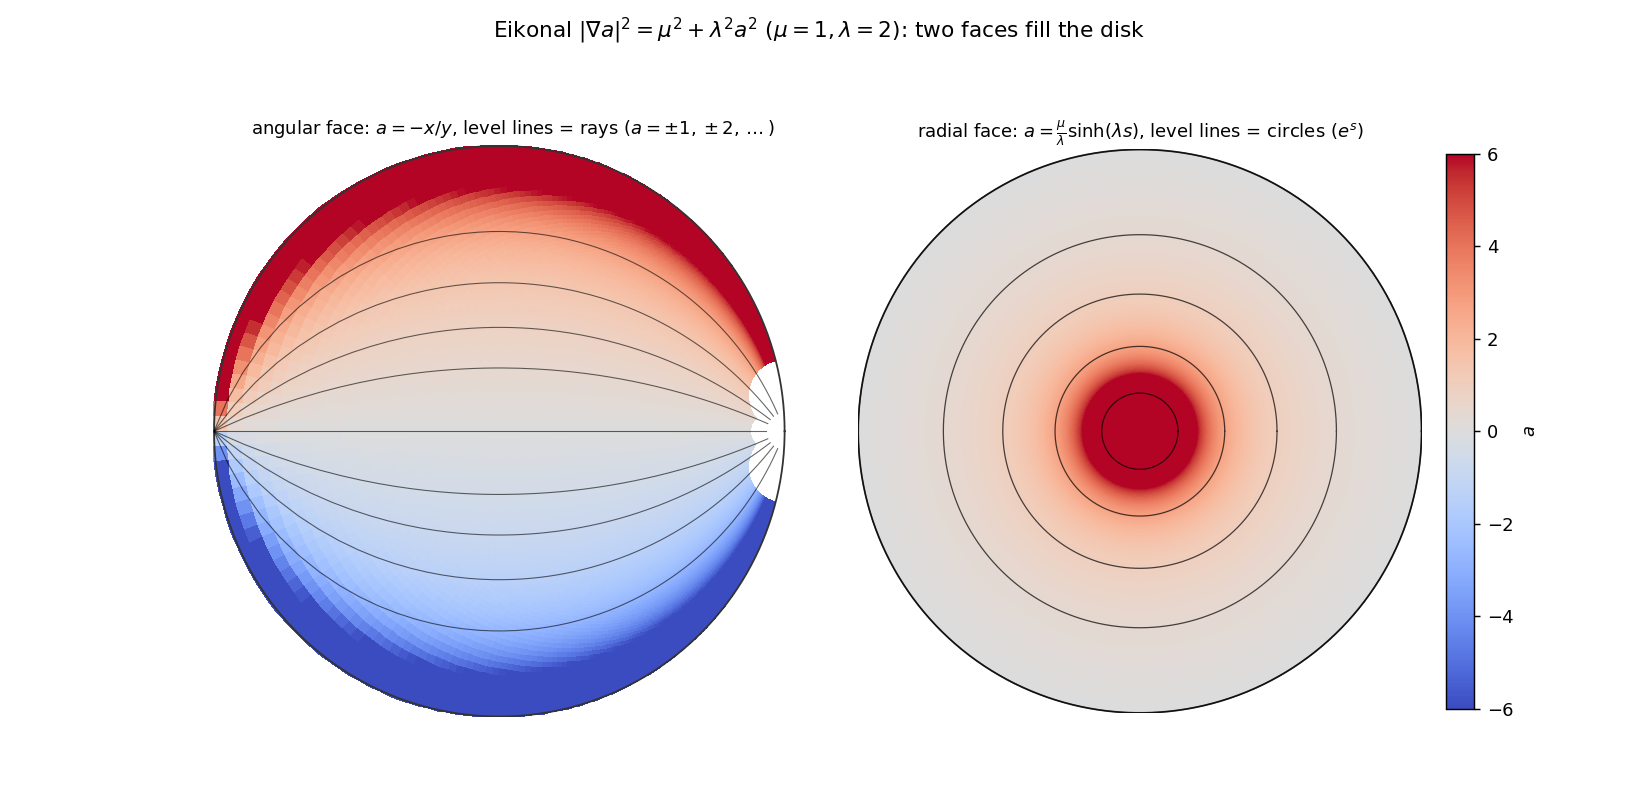 Eikonal |∇a|² = μ² + λ²a² (μ = 1, λ = 2): two faces fill the disk
angular face: a = −x/y, level lines = rays (a = ±1, ±2, …)
radial face: a = μ/λ sinh(λs), level lines = circles (eˢ)
6
4
2
0
−2
−4
−6
a